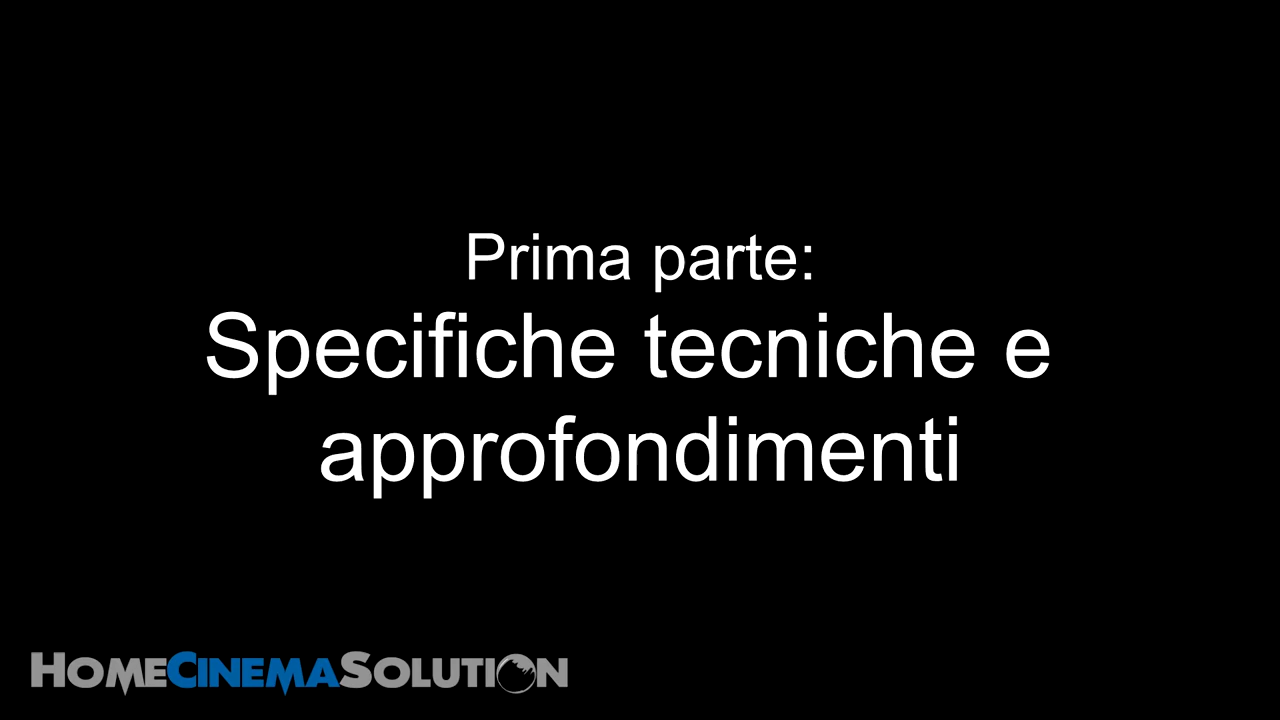 Prima parte:
Specifiche tecniche e
approfondimenti
HOMECINEMASOLUTION